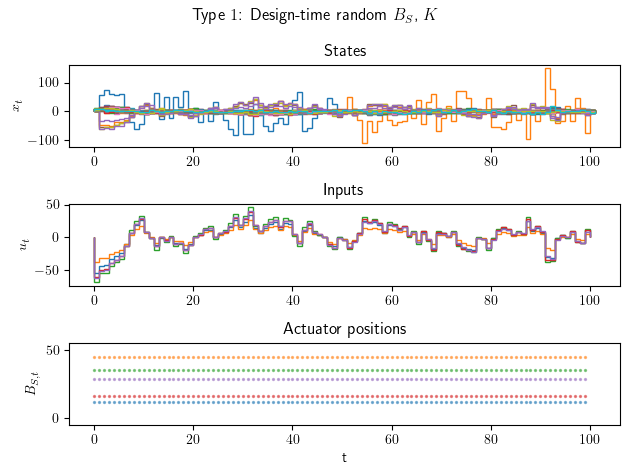 Type 1: Design-time random $B_S$, $K$
States
$x_t$
100
0
−100
0 20 40 60 80 100
Inputs
$u_t$
50
0
−50
0 20 40 60 80 100
Actuator positions
$B_{S,t}$
50
0
0 20 40 60 80 100
t